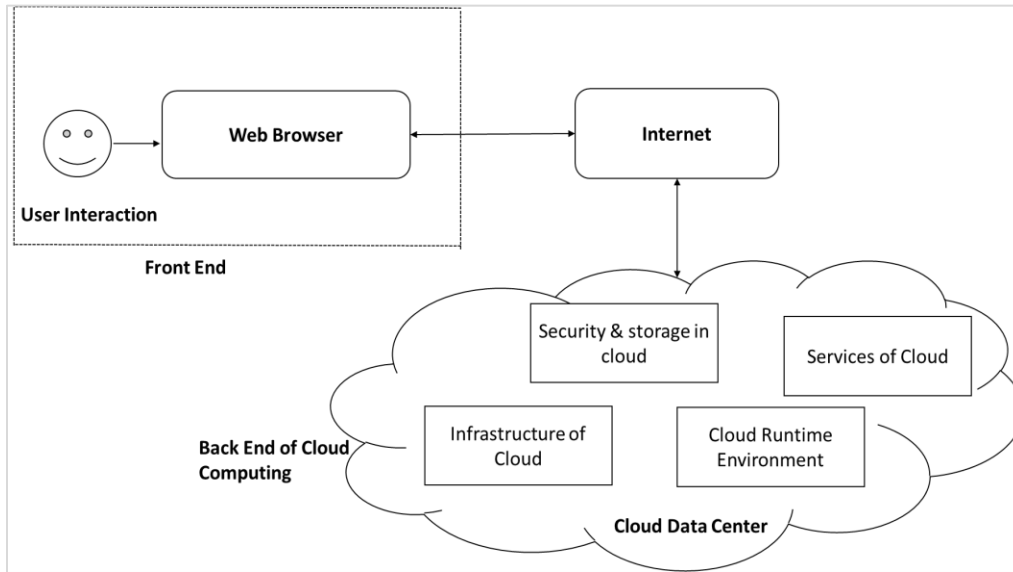 Web Browser
Internet
User Interaction
Front End
Security & storage in
cloud
Services of Cloud
Infrastructure of
Cloud
Cloud Runtime
Environment
Back End of Cloud
Computing
Cloud Data Center